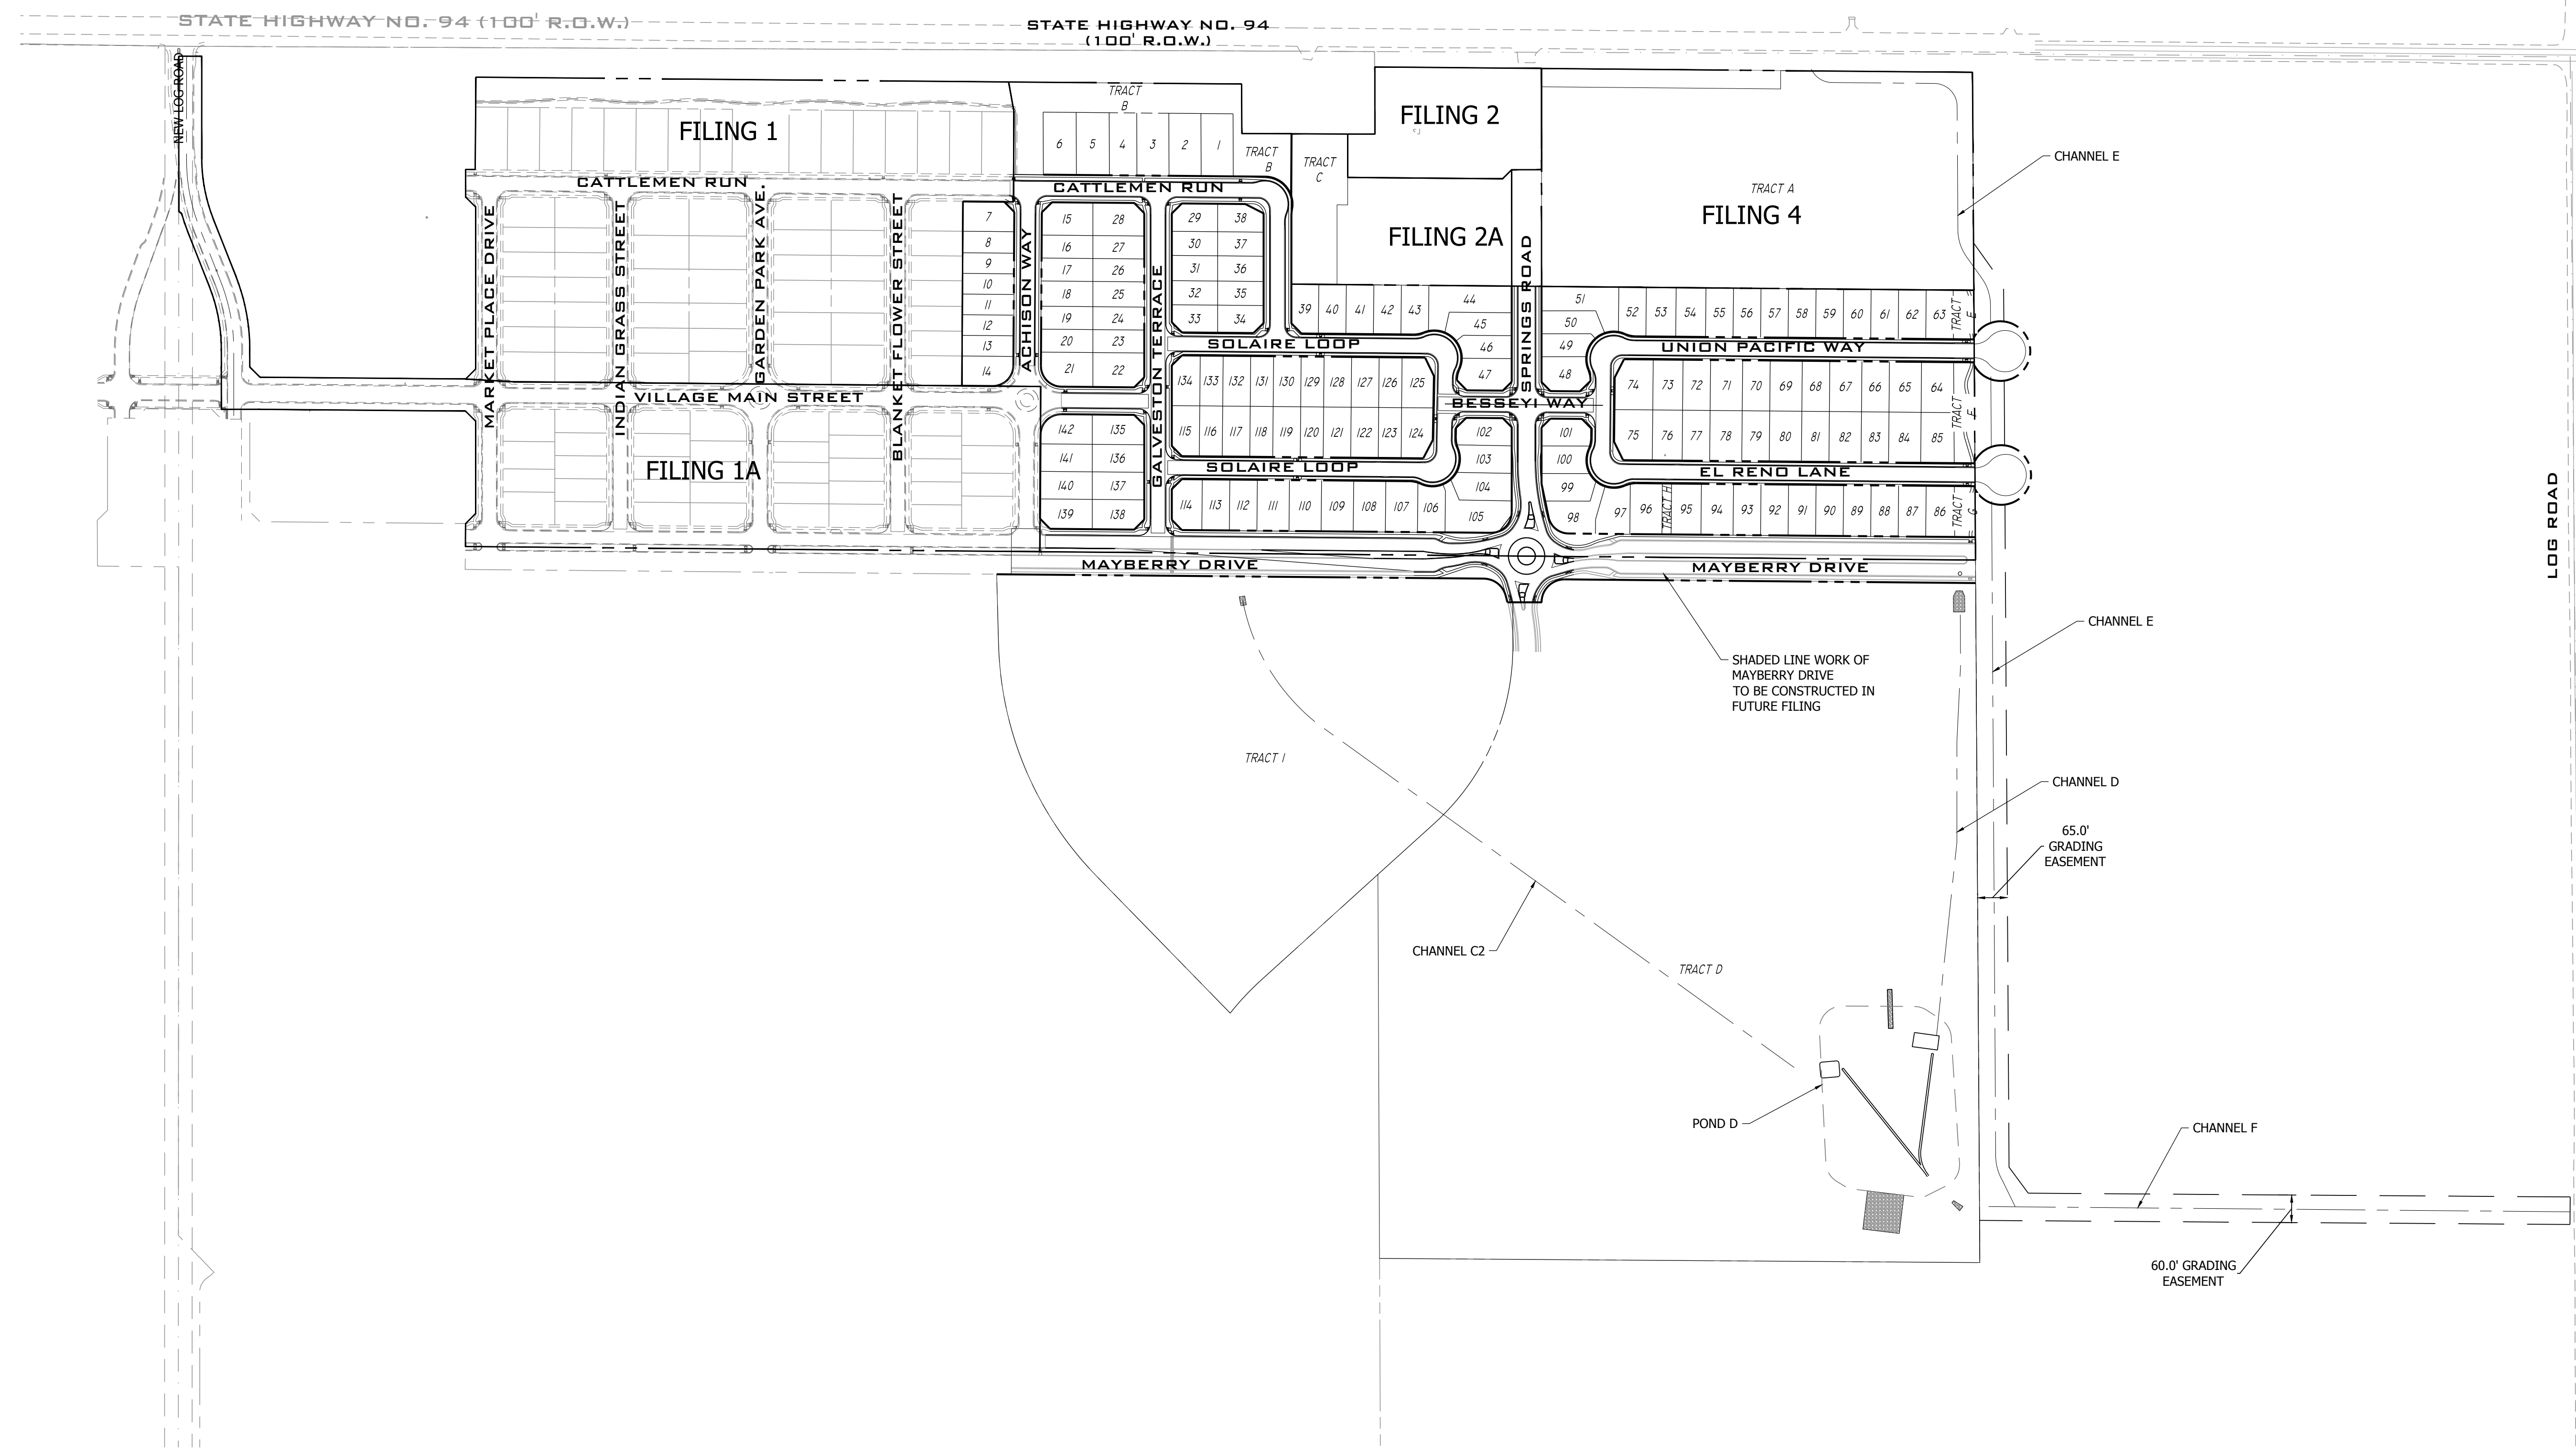 STATE HIGHWAY NO. 94 (100' R.O.W.)
STATE HIGHWAY NO. 94
(100' R.O.W.)
NEW LOG ROAD
FILING 1
TRACT
B
FILING 2
6 5 4 3 2 1
TRACT
B
TRACT
C
CHANNEL E
TRACT A
FILING 4
FILING 2A
CATTLEMEN RUN
CATTLEMEN RUN
MARKET PLACE DRIVE
INDIAN GRASS STREET
GARDEN PARK AVE.
BLANKET FLOWER STREET
ACHISON WAY
GALVESTON TERRACE
SPRINGS ROAD
7
8
9
10
11
12
13
14
15 28
16 27
17 26
18 25
19 24
20 23
21 22
29 38
30 37
31 36
32 35
33 34
39 40 41 42 43
44
45
46
47
51
50
49
48
52 53 54 55 56 57 58 59 60 61 62 63
TRACT E
SOLAIRE LOOP
UNION PACIFIC WAY
134 133 132 131 130 129 128 127 126 125
74 73 72 71 70 69 68 67 66 65 64
VILLAGE MAIN STREET
BESSEYI WAY
TRACT E
142 135
141 136
140 137
139 138
115 116 117 118 119 120 121 122 123 124
102
103
104
105
101
100
99
98
75 76 77 78 79 80 81 82 83 84 85
FILING 1A
SOLAIRE LOOP
EL RENO LANE
114 113 112 111 110 109 108 107 106
97 96
TRACT H
95 94 93 92 91 90 89 88 87 86
TRACT G
LOG ROAD
MAYBERRY DRIVE
MAYBERRY DRIVE
CHANNEL E
SHADED LINE WORK OF
MAYBERRY DRIVE
TO BE CONSTRUCTED IN
FUTURE FILING
TRACT I
CHANNEL D
65.0'
GRADING
EASEMENT
CHANNEL C2
TRACT D
POND D
CHANNEL F
60.0' GRADING
EASEMENT